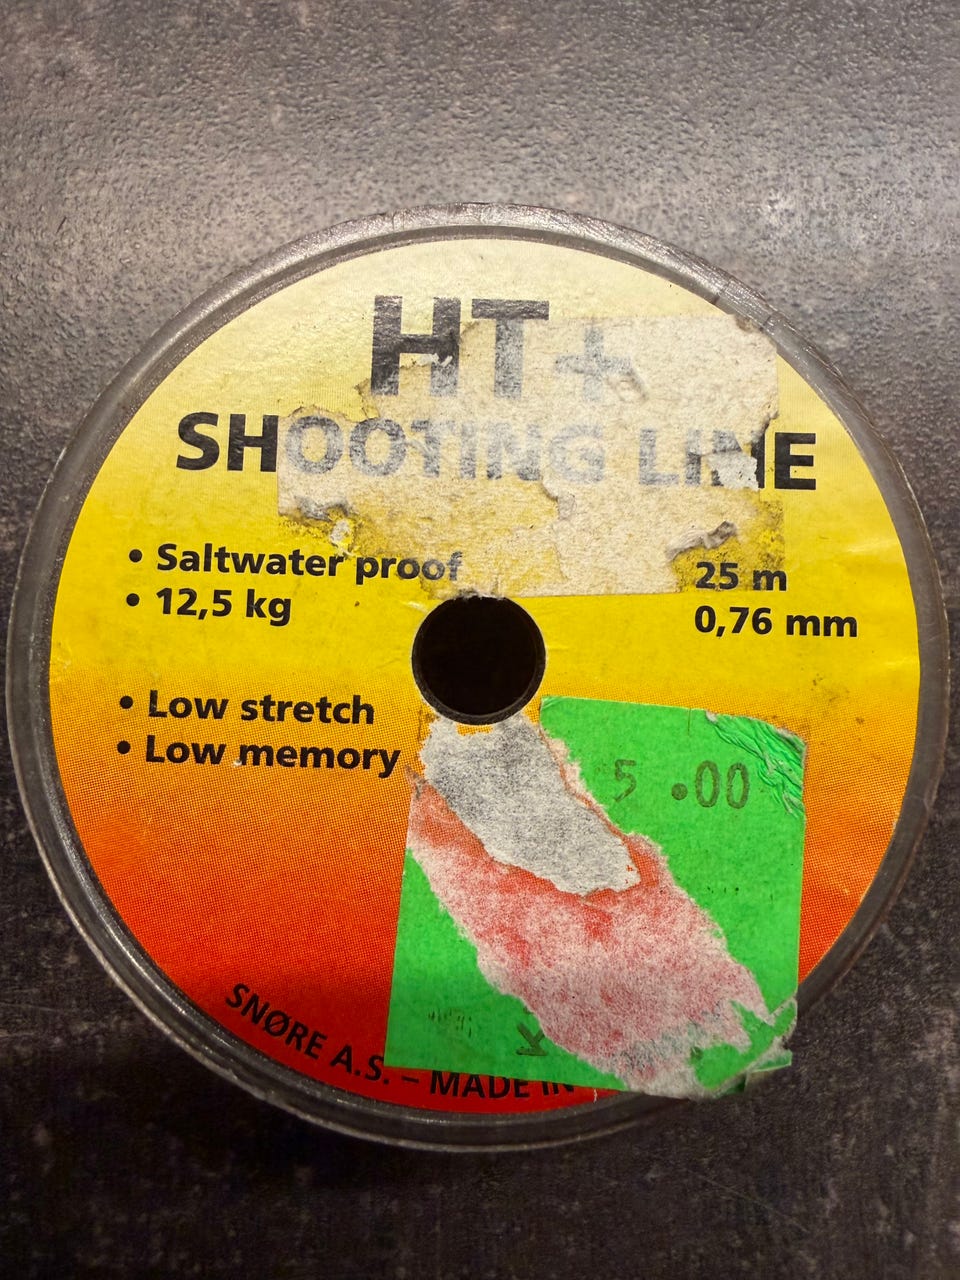 HT+
SHOOTING LINE
• Saltwater proof
• 12,5 kg
25 m
0,76 mm
• Low stretch
• Low memory
5.00
SNØRE A.S. – MADE IN